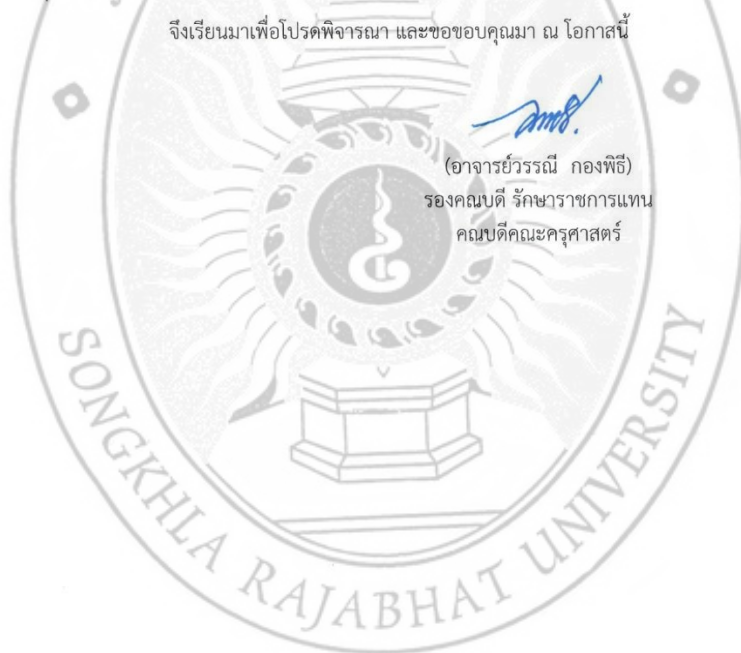 จึงเรียนมาเพื่อโปรดพิจารณา และขอขอบคุณมา ณ โอกาสนี้
(อาจารย์วรรณี กองพิธี)
รองคณบดี รักษาราชการแทน
คณบดีคณะครุศาสตร์
SONGKHLA RAJABHAT UNIVERSITY